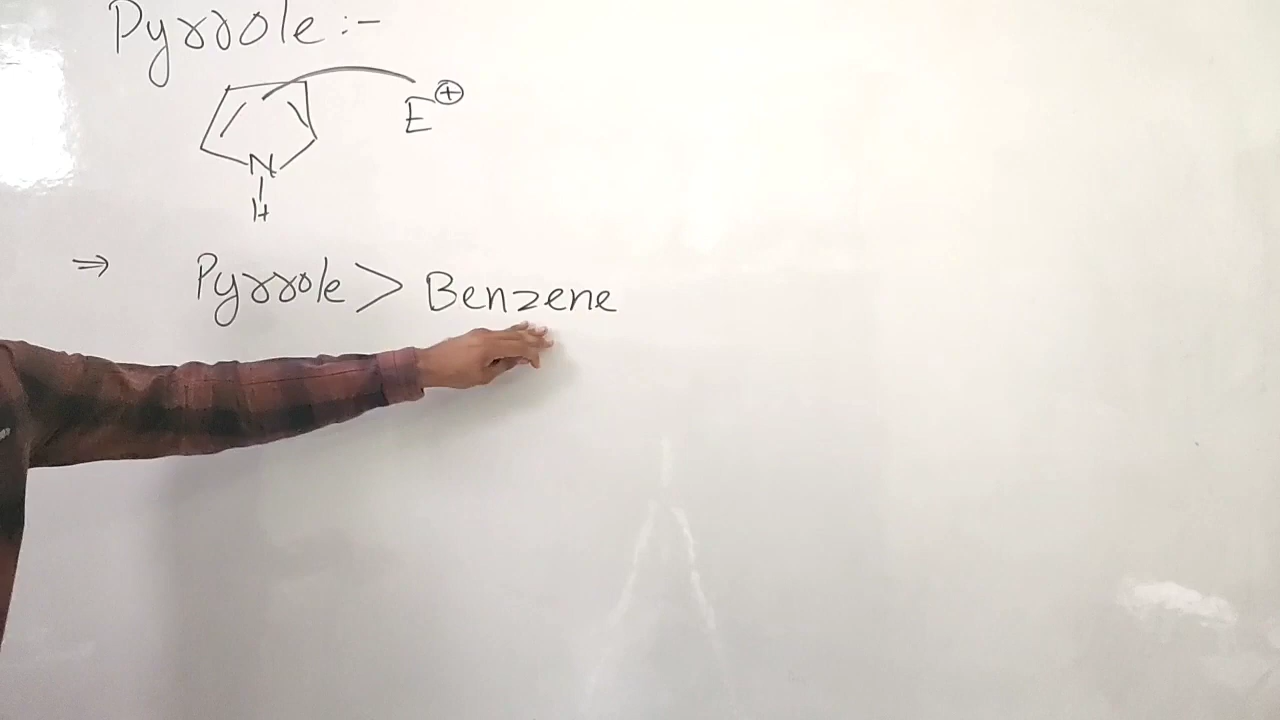 Pyrrole :-
E⊕
N
H
⇒ Pyrrole > Benzene